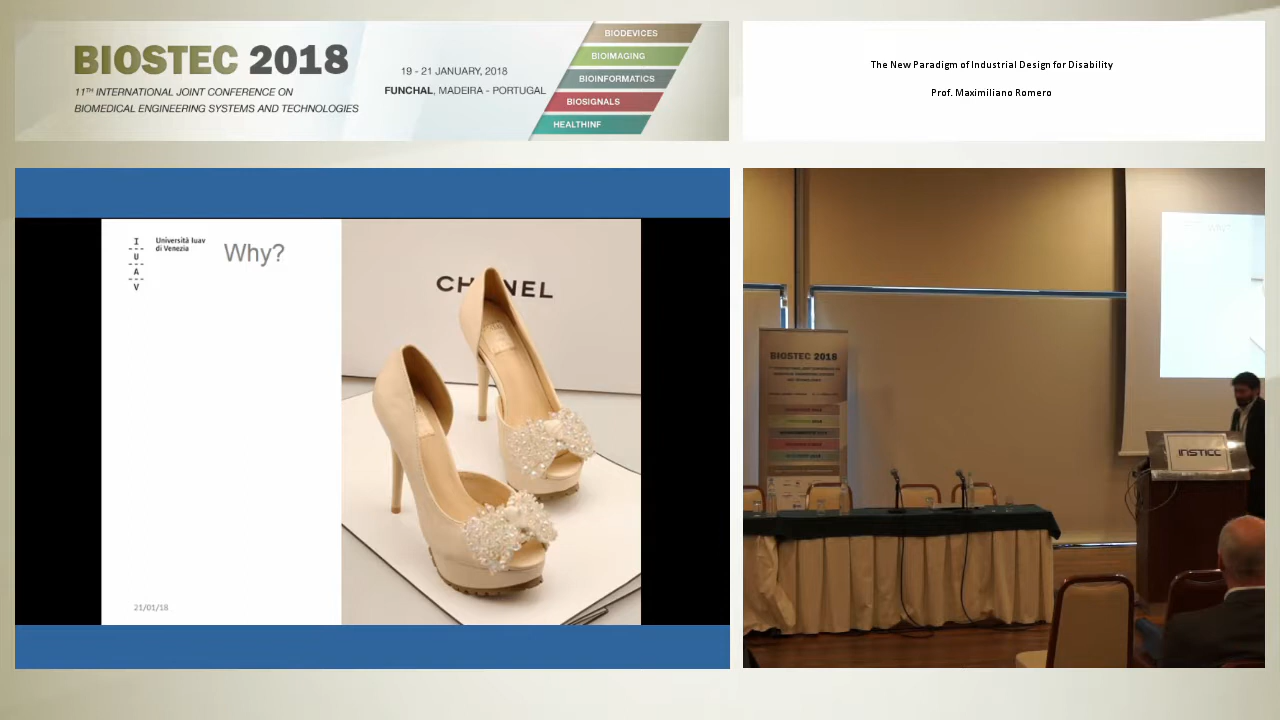 BIOSTEC 2018
11TH INTERNATIONAL JOINT CONFERENCE ON
BIOMEDICAL ENGINEERING SYSTEMS AND TECHNOLOGIES
19 - 21 JANUARY, 2018
FUNCHAL, MADEIRA - PORTUGAL
BIODEVICES
BIOIMAGING
BIOINFORMATICS
BIOSIGNALS
HEALTHINF
The New Paradigm of Industrial Design for Disability
Prof. Maximiliano Romero
I
U
A
V
Università Iuav
di Venezia
Why?
CH NEL
21/01/18
BIOSTEC 2018
INSTICC